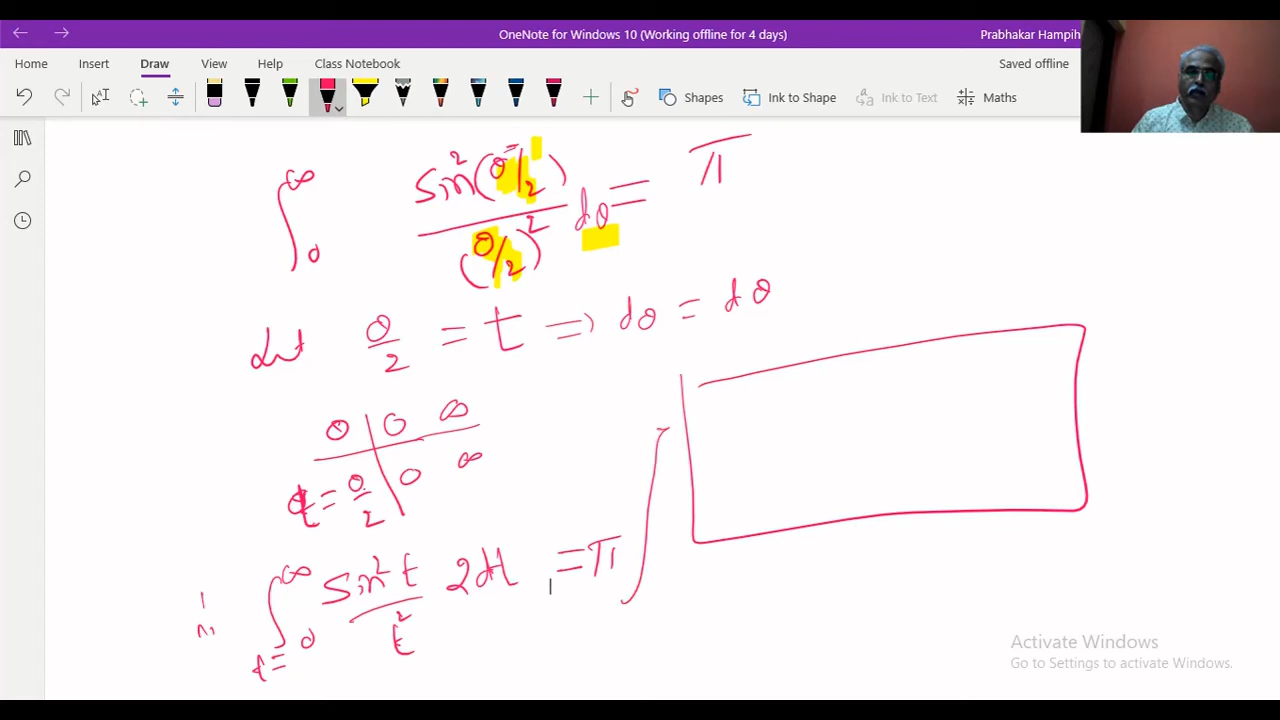 OneNote for Windows 10 (Working offline for 4 days)
Prabhakar Hampih
Home Insert Draw View Help Class Notebook
Saved offline
Shapes Ink to Shape Ink to Text Maths
∫₀^∞ sin²(θ/2)/(θ/2)² dθ = π
Let θ/2 = t ⇒ dθ = dθ
θ | 0 ∞
t = θ/2 | 0 ∞
∫_{t=0}^∞ sin²t/t² 2dt = π
Activate Windows
Go to Settings to activate Windows.